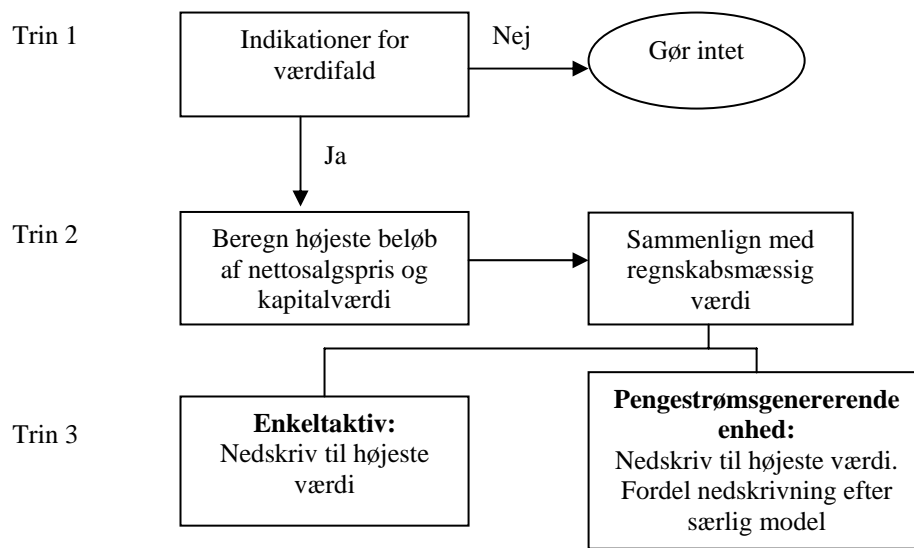 Trin 1
Indikationer for
værdifald
Nej
Gør intet
Ja
Trin 2
Beregn højeste beløb
af nettosalgspris og
kapitalværdi
Sammenlign med
regnskabsmæssig
værdi
Trin 3
Enkeltaktiv:
Nedskriv til højeste
værdi
Pengestrømsgenererende
enhed:
Nedskriv til højeste værdi.
Fordel nedskrivning efter
særlig model